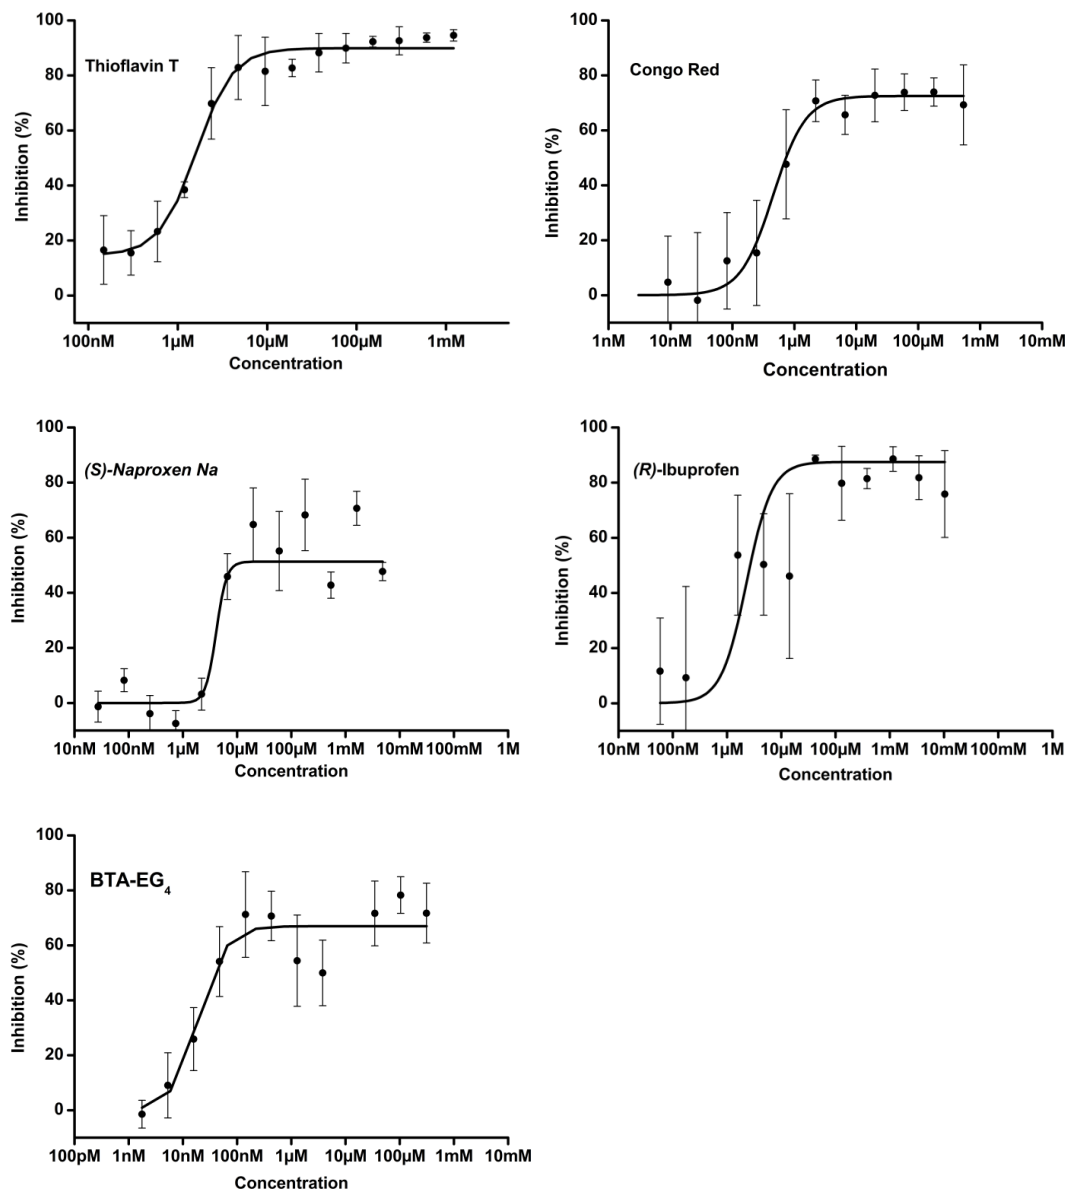 100
80
60
40
20
0
Inhibition (%)
Thioflavin T
100nM 1µM 10µM 100µM 1mM
Concentration
100
80
60
40
20
0
Inhibition (%)
Congo Red
1nM 10nM 100nM 1µM 10µM 100µM 1mM 10mM
Concentration
100
80
60
40
20
0
Inhibition (%)
(S)-Naproxen Na
10nM 100nM 1µM 10µM 100µM 1mM 10mM 100mM 1M
Concentration
100
80
60
40
20
0
Inhibition (%)
(R)-Ibuprofen
10nM 100nM 1µM 10µM 100µM 1mM 10mM 100mM 1M
Concentration
100
80
60
40
20
0
Inhibition (%)
BTA-EG₄
100pM 1nM 10nM 100nM 1µM 10µM 100µM 1mM 10mM
Concentration